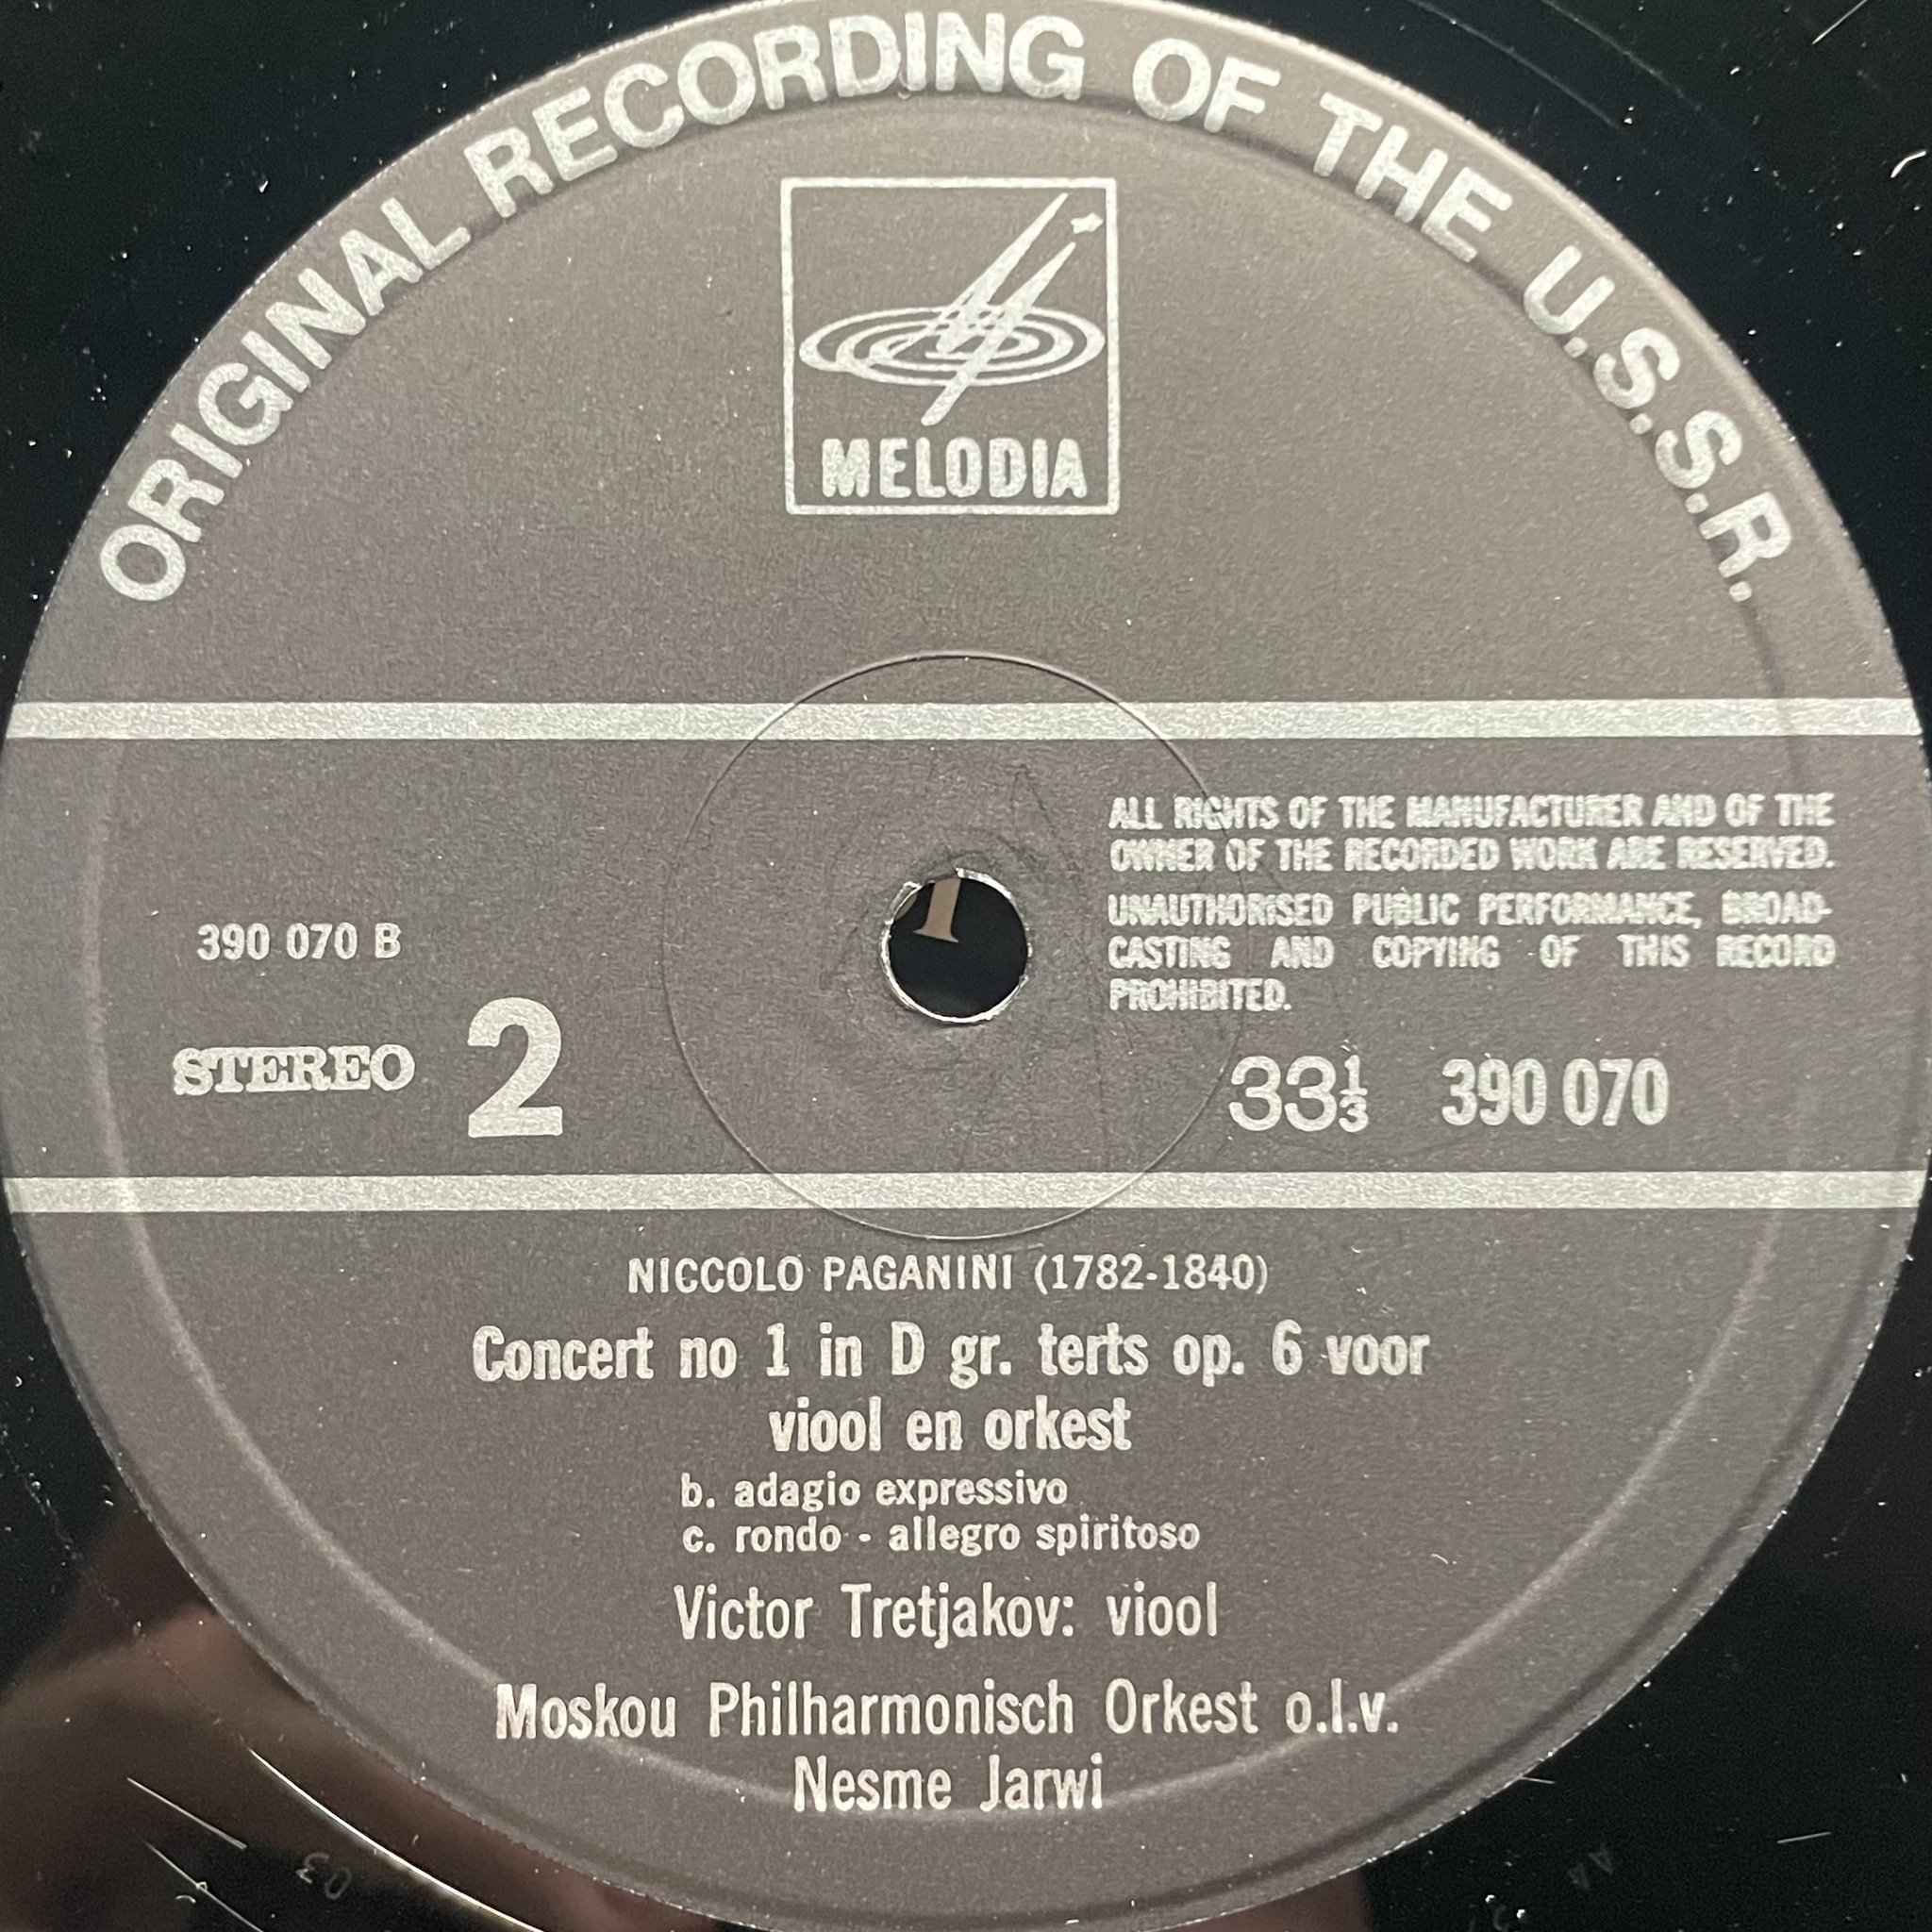 ORIGINAL RECORDING OF THE U.S.S.R.
MELODIA
ALL RIGHTS OF THE MANUFACTURER AND OF THE
OWNER OF THE RECORDED WORK ARE RESERVED.
UNAUTHORISED PUBLIC PERFORMANCE, BROAD-
CASTING AND COPYING OF THIS RECORD
PROHIBITED.
390 070 B
STEREO 2
33⅓ 390 070
NICCOLO PAGANINI (1782-1840)
Concert no 1 in D gr. terts op. 6 voor
viool en orkest
b. adagio expressivo
c. rondo - allegro spiritoso
Victor Tretjakov: viool
Moskou Philharmonisch Orkest o.l.v.
Nesme Jarwi
03